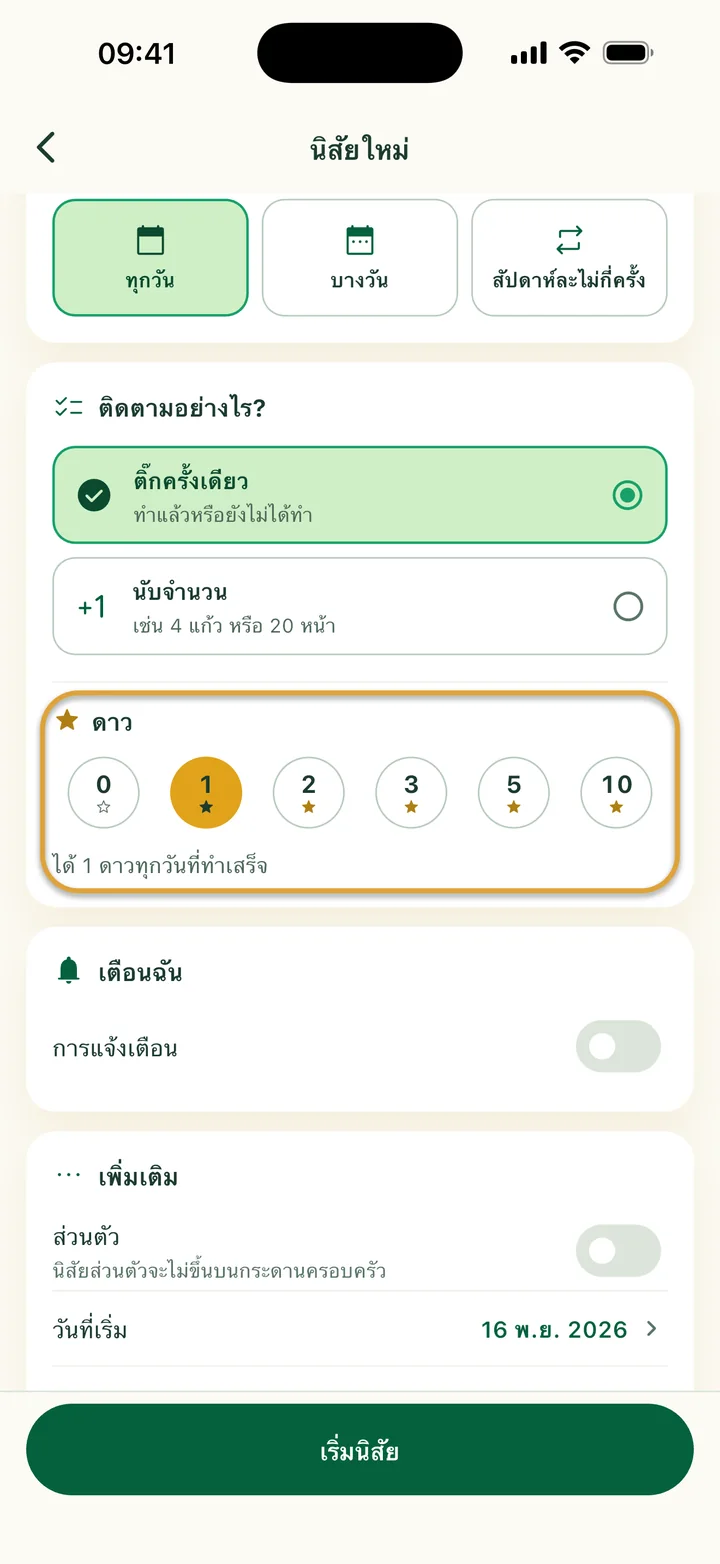 09:41
นิสัยใหม่
ทุกวัน
บางวัน
สัปดาห์ละไม่กี่ครั้ง
ติดตามอย่างไร?
ติ๊กครั้งเดียว
ทำแล้วหรือยังไม่ได้ทำ
+1
นับจำนวน
เช่น 4 แก้ว หรือ 20 หน้า
ดาว
0
1
2
3
5
10
ได้ 1 ดาวทุกวันที่ทำเสร็จ
เตือนฉัน
การแจ้งเตือน
เพิ่มเติม
ส่วนตัว
นิสัยส่วนตัวจะไม่ขึ้นบนกระดานครอบครัว
วันที่เริ่ม
16 พ.ย. 2026
เริ่มนิสัย